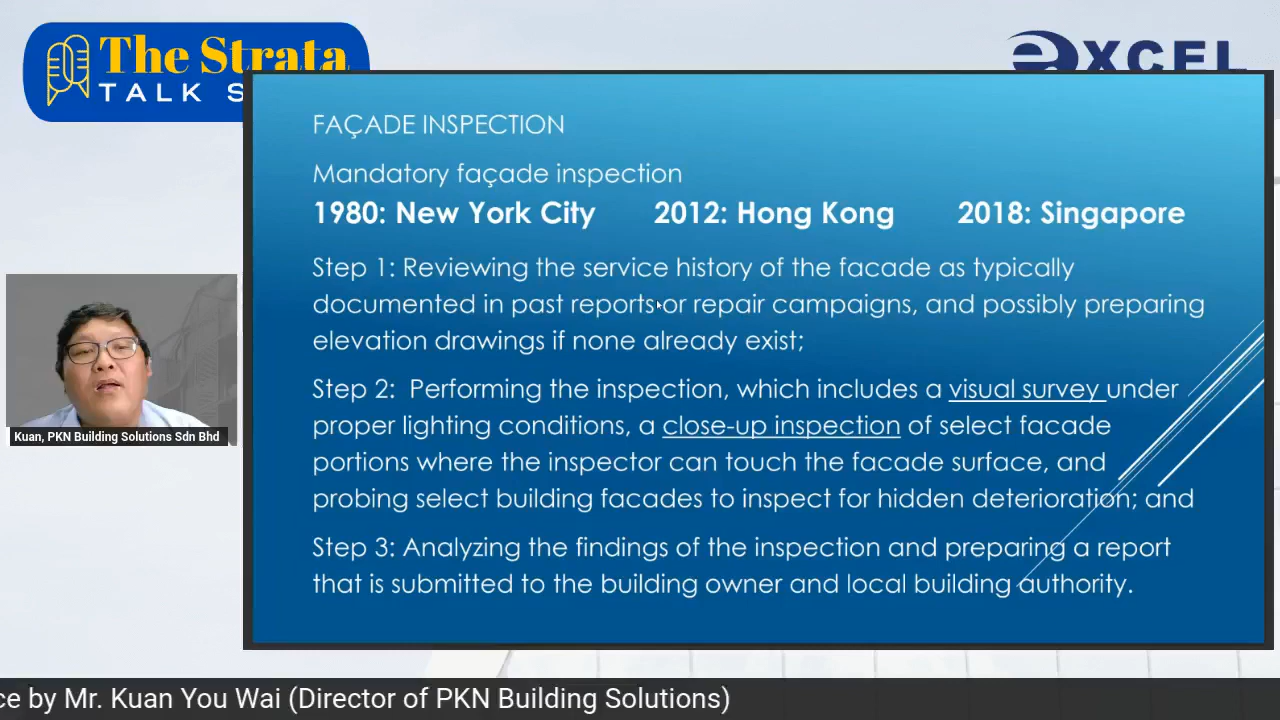 The Strata
TALK S
EXCEL
FAÇADE INSPECTION
Mandatory façade inspection
1980: New York City 2012: Hong Kong 2018: Singapore
Step 1: Reviewing the service history of the facade as typically
documented in past reports or repair campaigns, and possibly preparing
elevation drawings if none already exist;
Step 2: Performing the inspection, which includes a visual survey under
proper lighting conditions, a close-up inspection of select facade
portions where the inspector can touch the facade surface, and
probing select building facades to inspect for hidden deterioration; and
Step 3: Analyzing the findings of the inspection and preparing a report
that is submitted to the building owner and local building authority.
Kuan, PKN Building Solutions Sdn Bhd
ce by Mr. Kuan You Wai (Director of PKN Building Solutions)